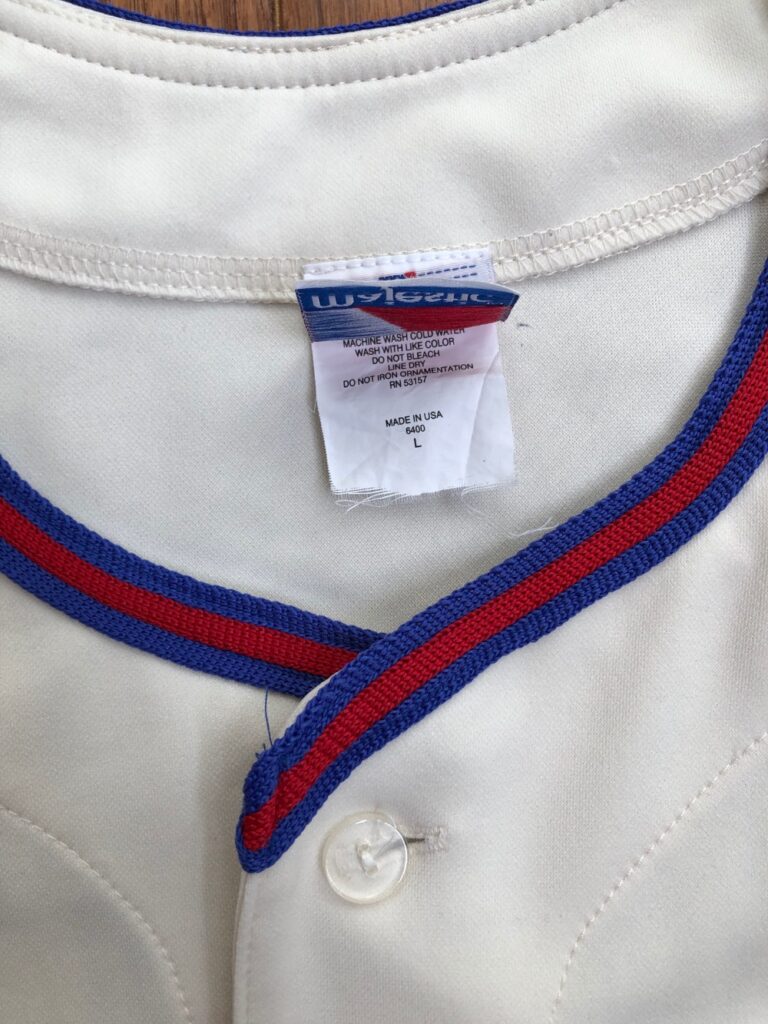 Majestic
MACHINE WASH COLD WATER
WASH WITH LIKE COLOR
DO NOT BLEACH
LINE DRY
DO NOT IRON ORNAMENTATION
RN 53157
MADE IN USA
6400
L